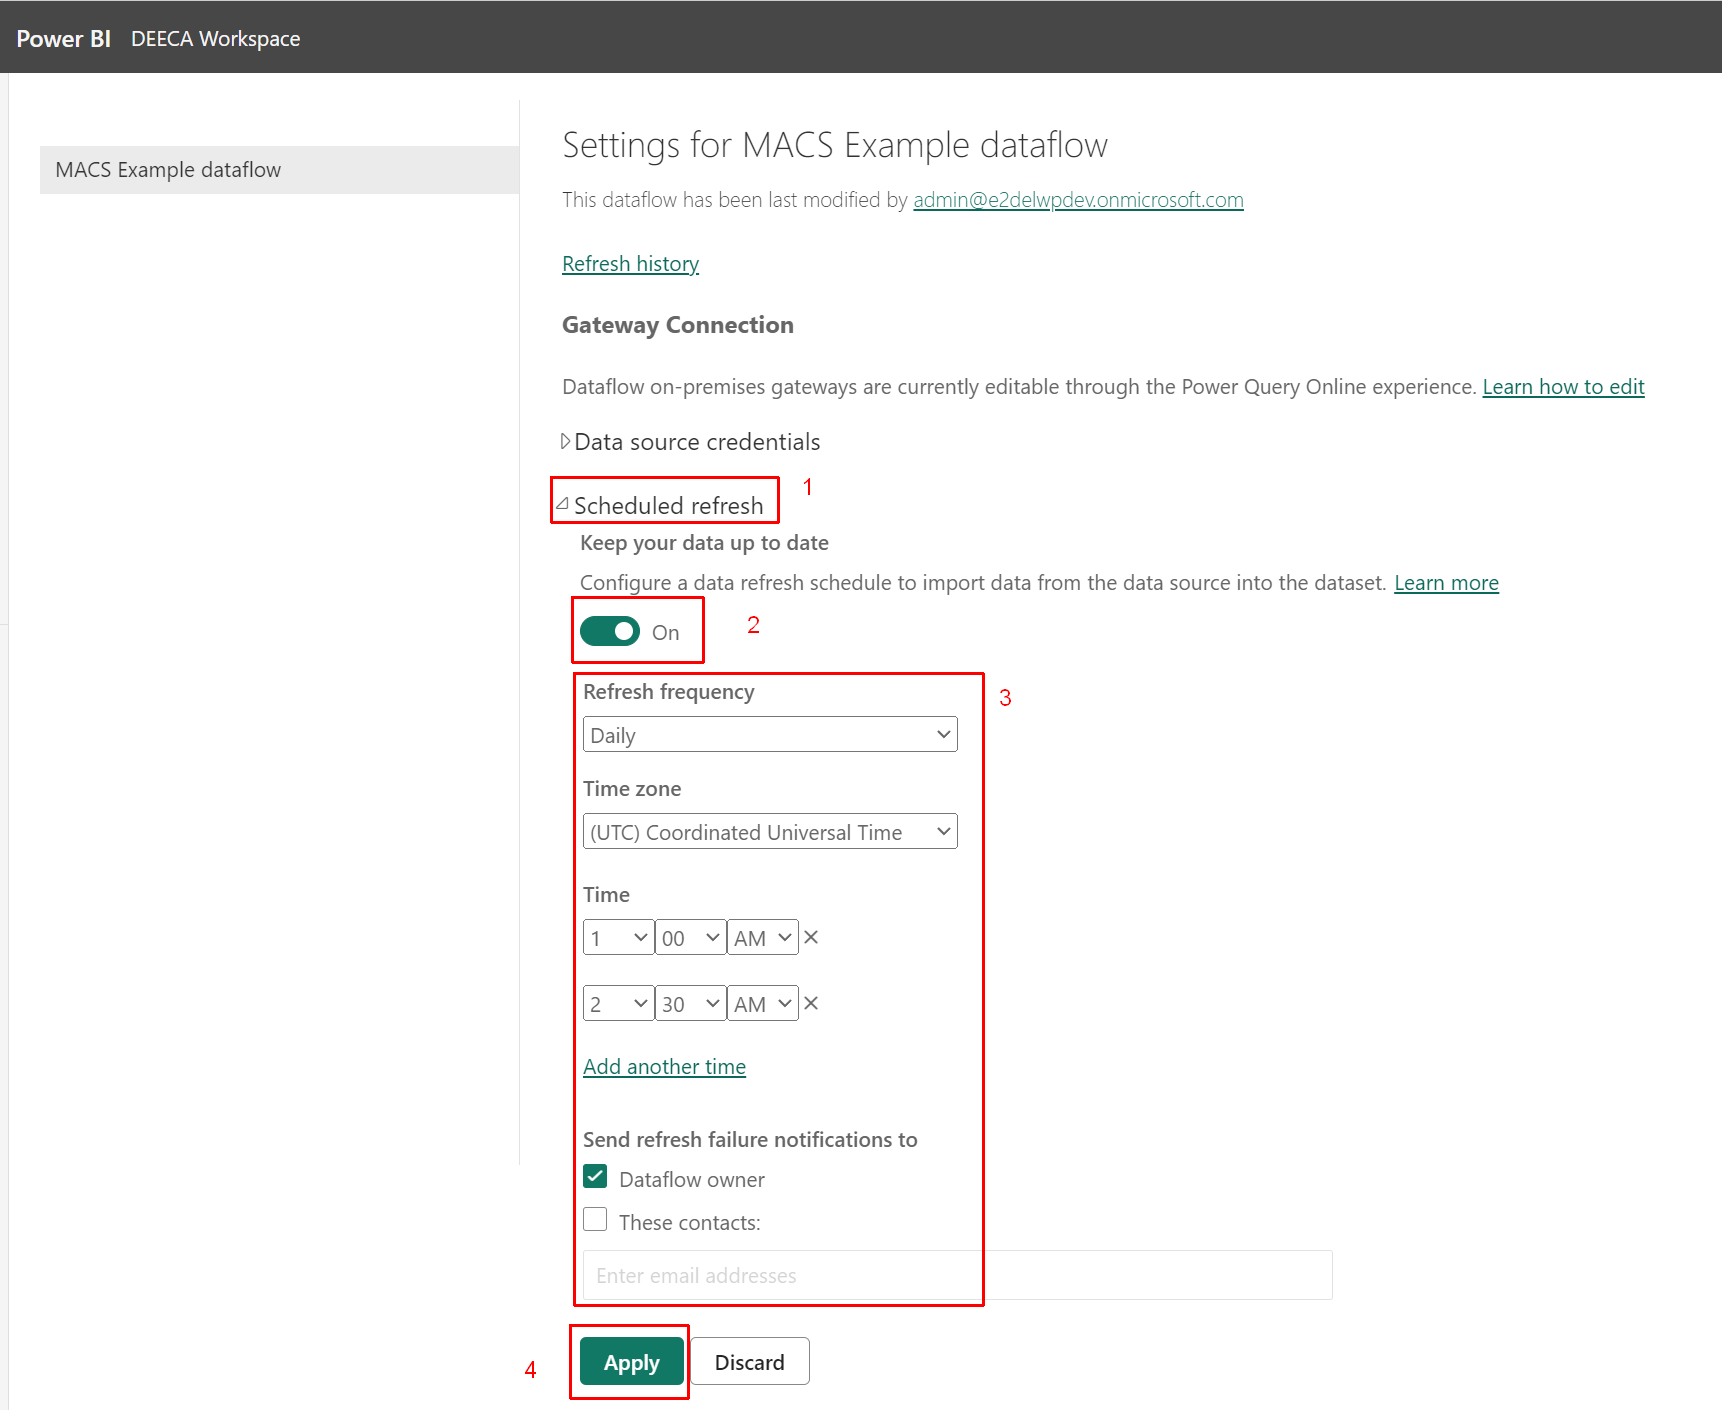 Power BI DEECA Workspace
MACS Example dataflow
Settings for MACS Example dataflow
This dataflow has been last modified by admin@e2delwpdev.onmicrosoft.com
Refresh history
Gateway Connection
Dataflow on-premises gateways are currently editable through the Power Query Online experience. Learn how to edit
Data source credentials
Scheduled refresh 1
Keep your data up to date
Configure a data refresh schedule to import data from the data source into the dataset. Learn more
On 2
Refresh frequency 3
Daily
Time zone
(UTC) Coordinated Universal Time
Time
1 00 AM
2 30 AM
Add another time
Send refresh failure notifications to
Dataflow owner
These contacts:
Enter email addresses
4 Apply Discard